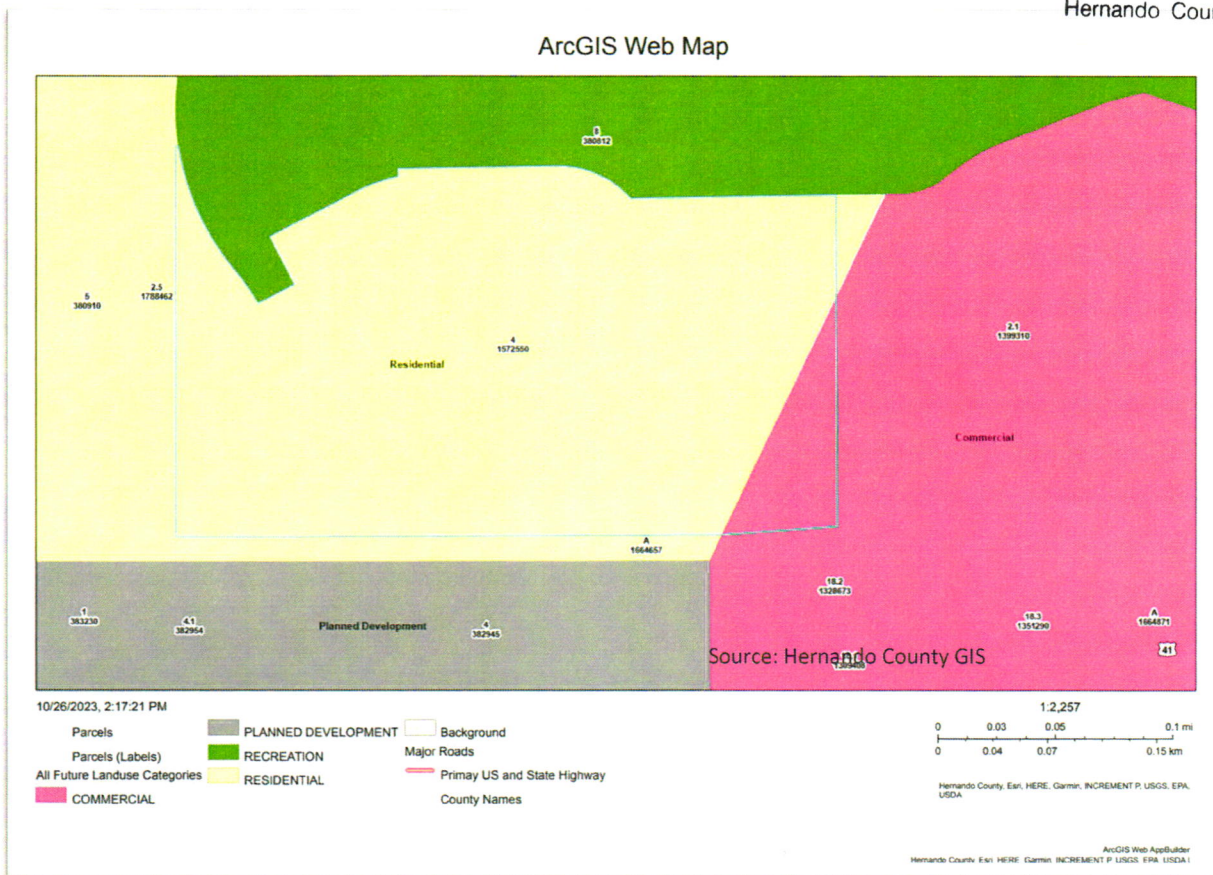 Hernando Cou
ArcGIS Web Map
8
380812
5
380910
2.5
1788462
4
1572550
Residential
2.1
1399310
Commercial
A
1664657
1
383230
4.1
382954
Planned Development
4
382945
18.2
1328673
18.3
1351290
A
1664871
41
Source: Hernando County GIS
10/26/2023, 2:17:21 PM
Parcels
Parcels (Labels)
All Future Landuse Categories
COMMERCIAL
PLANNED DEVELOPMENT
RECREATION
RESIDENTIAL
Background
Major Roads
Primay US and State Highway
County Names
1:2,257
0 0.03 0.05 0.1 mi
0 0.04 0.07 0.15 km
Hernando County, Esri, HERE, Garmin, INCREMENT P, USGS, EPA,
USDA
ArcGIS Web AppBuilder
Hernando County, Esri, HERE, Garmin, INCREMENT P, USGS, EPA, USDA |